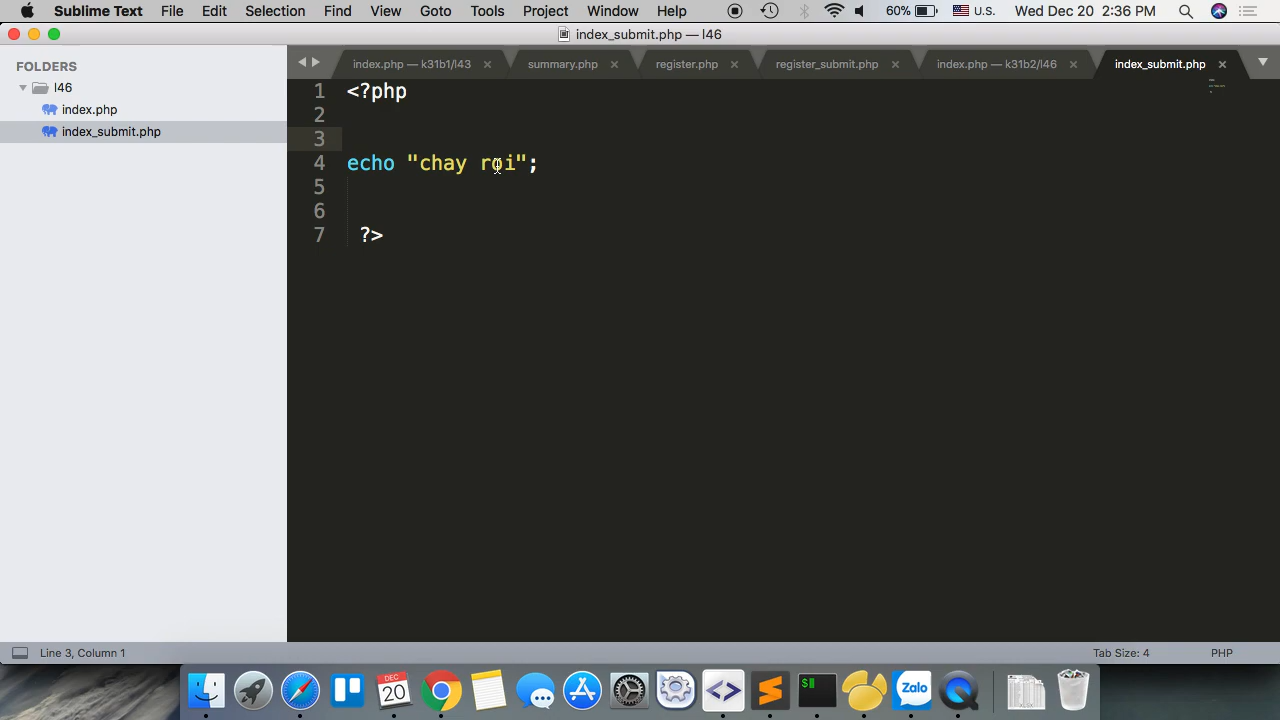 Sublime Text File Edit Selection Find View Goto Tools Project Window Help 60% U.S. Wed Dec 20 2:36 PM
index_submit.php — l46
FOLDERS
l46
index.php
index_submit.php
index.php — k31b1/l43 summary.php register.php register_submit.php index.php — k31b2/l46 index_submit.php
1 <?php
2
3
4 echo "chay roi";
5
6
7 ?>
Line 3, Column 1 Tab Size: 4 PHP
DEC
20
$
Zalo